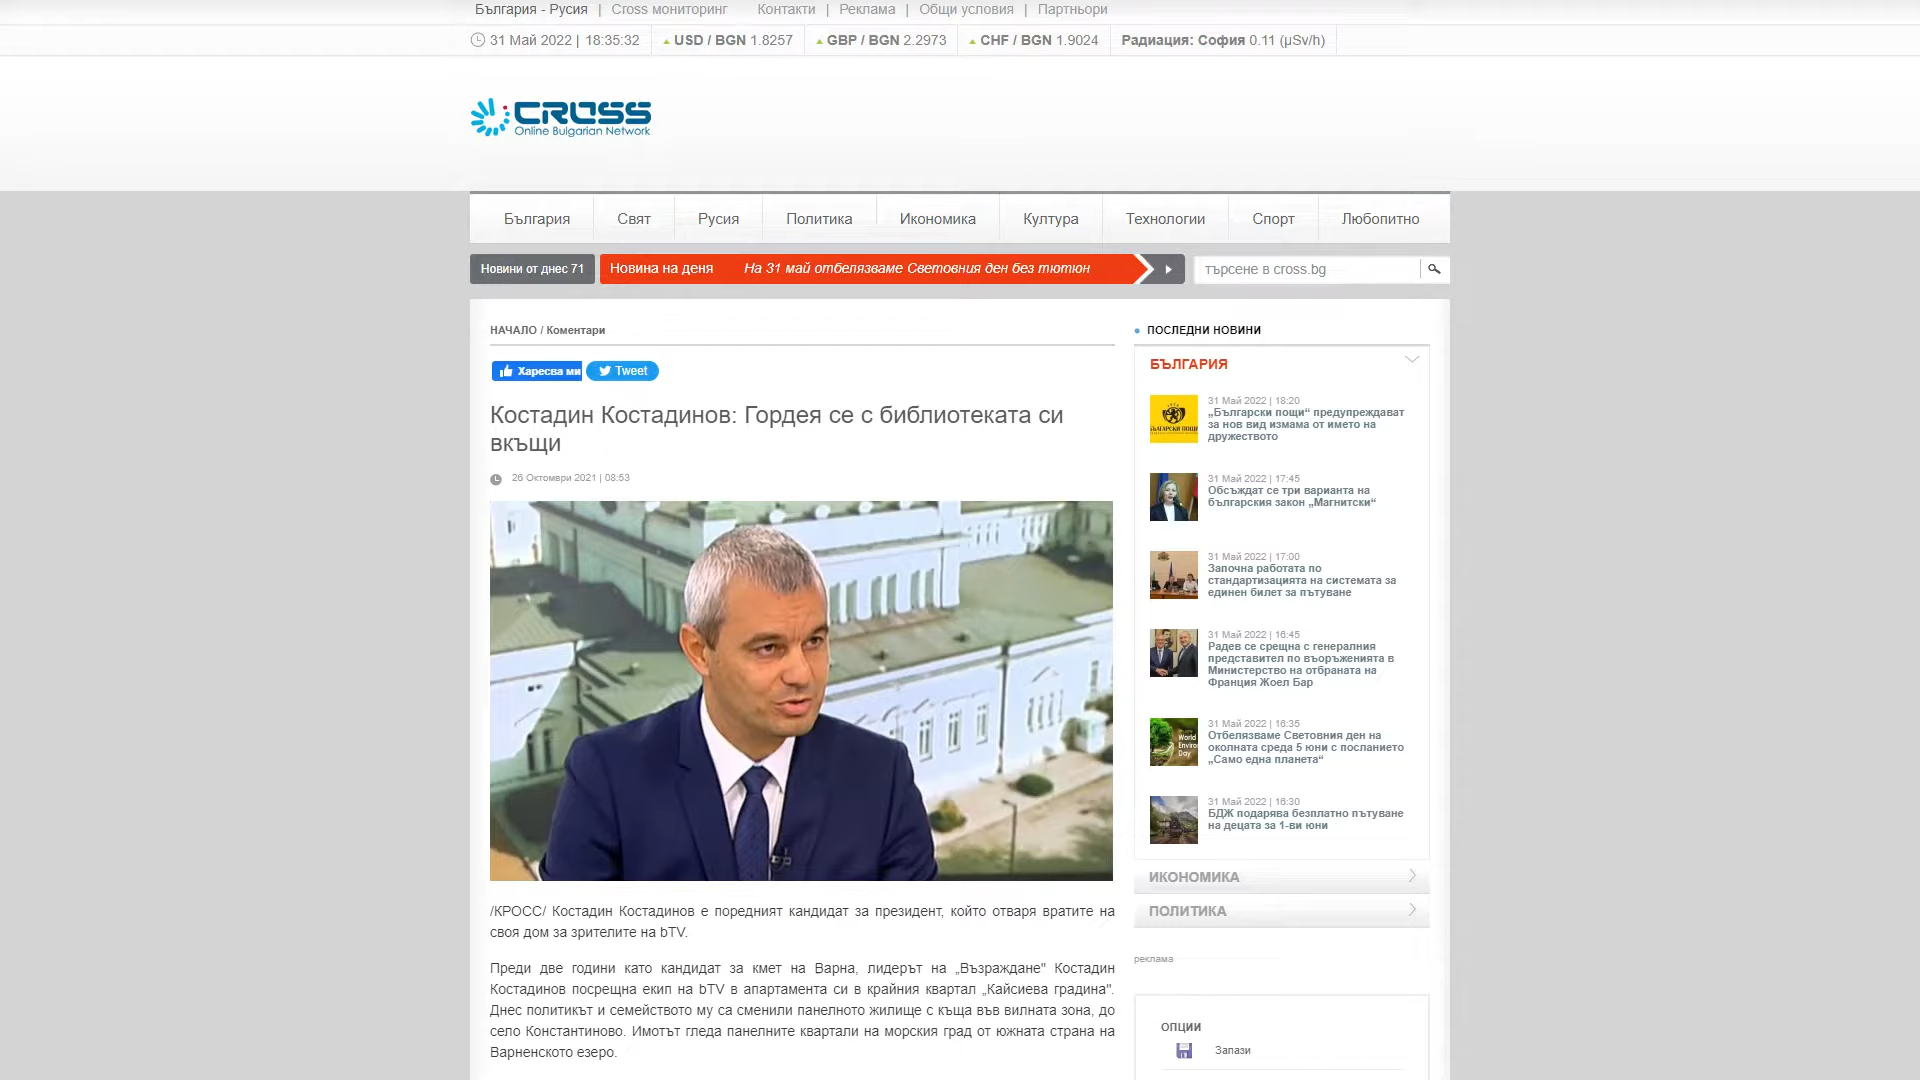 България - Русия | Cross мониторинг Контакти | Реклама | Общи условия | Партньори
31 Май 2022 | 18:35:32 USD / BGN 1.8257 GBP / BGN 2.2973 CHF / BGN 1.9024 Радиация: София 0.11 (µSv/h)
CROSS
Online Bulgarian Network
България Свят Русия Политика Икономика Култура Технологии Спорт Любопитно
Новини от днес 71 Новина на деня На 31 май отбелязваме Световния ден без тютюн търсене в cross.bg
НАЧАЛО / Коментари
Харесва ми Tweet
Костадин Костадинов: Гордея се с библиотеката си
вкъщи
26 Октомври 2021 | 08:53
/КРОСС/ Костадин Костадинов е поредният кандидат за президент, който отваря вратите на
своя дом за зрителите на bTV.
Преди две години като кандидат за кмет на Варна, лидерът на „Възраждане" Костадин
Костадинов посрещна екип на bTV в апартамента си в крайния квартал „Кайсиева градина".
Днес политикът и семейството му са сменили панелното жилище с къща във вилната зона, до
село Константиново. Имотът гледа панелните квартали на морския град от южната страна на
Варненското езеро.
ПОСЛЕДНИ НОВИНИ
БЪЛГАРИЯ
31 Май 2022 | 18:20
„Български пощи“ предупреждават
за нов вид измама от името на
дружеството
БЪЛГАРСКИ ПОЩИ
31 Май 2022 | 17:45
Обсъждат се три варианта на
българския закон „Магнитски“
31 Май 2022 | 17:00
Започна работата по
стандартизацията на системата за
единен билет за пътуване
31 Май 2022 | 16:45
Радев се срещна с генералния
представител по въоръженията в
Министерство на отбраната на
Франция Жоел Бар
31 Май 2022 | 16:35
Отбелязваме Световния ден на
околната среда 5 юни с посланието
„Само една планета“
World
Enviro
Day
31 Май 2022 | 16:30
БДЖ подарява безплатно пътуване
на децата за 1-ви юни
ИКОНОМИКА
ПОЛИТИКА
реклама
ОПЦИИ
Запази